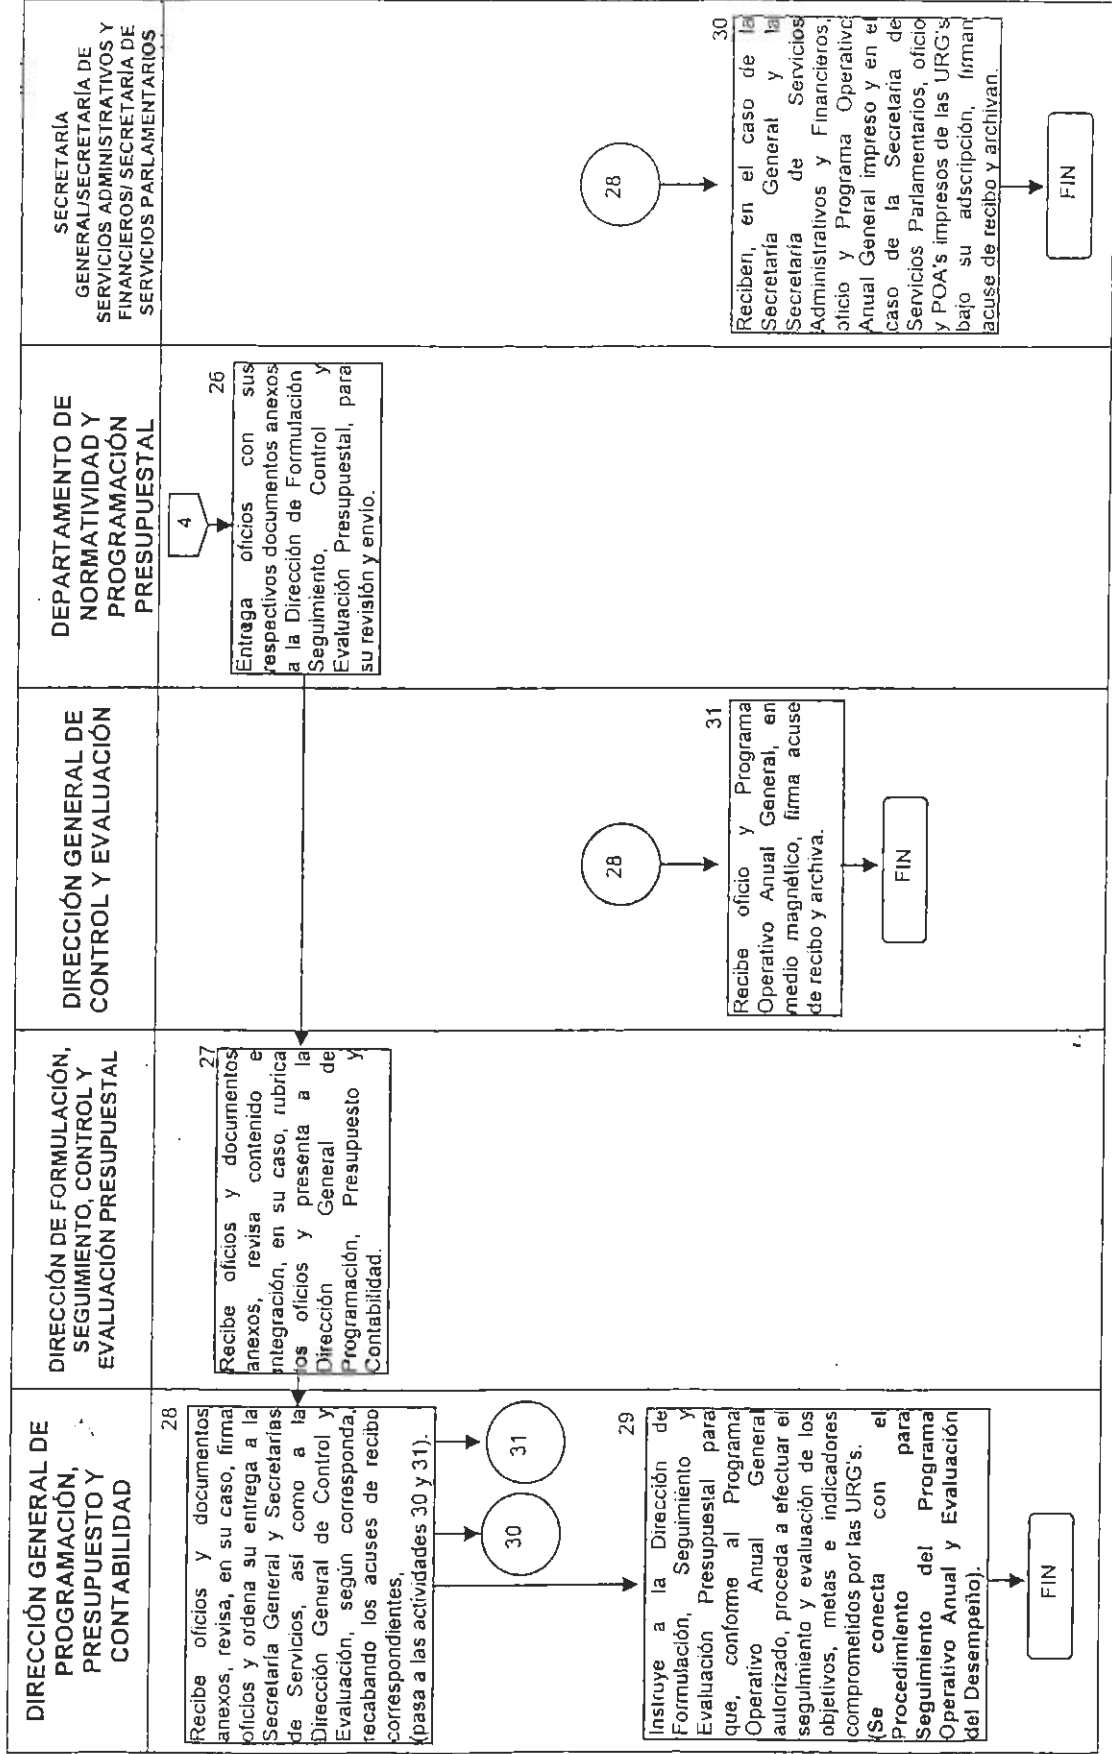 DIRECCIÓN GENERAL DE
PROGRAMACIÓN,
PRESUPUESTO Y
CONTABILIDAD
28
Recibe oficios y documentos
anexos, revisa, en su caso, firma
oficios y ordena su entrega a la
Secretaría General y Secretarías
de Servicios, así como a la
Dirección General de Control y
Evaluación, según corresponda,
recabando los acuses de recibo
correspondientes,
(pasa a las actividades 30 y 31).
30
31
29
Instruye a la Dirección de
Formulación, Seguimiento y
Evaluación Presupuestal para
que, conforme al Programa
Operativo Anual General
autorizado, proceda a efectuar el
seguimiento y evaluación de los
objetivos, metas e indicadores
comprometidos por las URG's.
(Se conecta con el
Procedimiento para
Seguimiento del Programa
Operativo Anual y Evaluación
del Desempeño).
FIN
DIRECCIÓN DE FORMULACIÓN,
SEGUIMIENTO, CONTROL Y
EVALUACIÓN PRESUPUESTAL
27
Recibe oficios y documentos
anexos, revisa contenido e
integración, en su caso, rubrica
los oficios y presenta a la
Dirección General de
Programación, Presupuesto y
Contabilidad.
DIRECCIÓN GENERAL DE
CONTROL Y EVALUACIÓN
28
31
Recibe oficio y Programa
Operativo Anual General, en
medio magnético, firma acuse
de recibo y archiva.
FIN
DEPARTAMENTO DE
NORMATIVIDAD Y
PROGRAMACIÓN
PRESUPUESTAL
4
26
Entrega oficios con sus
respectivos documentos anexos
a la Dirección de Formulación
Seguimiento, Control y
Evaluación Presupuestal, para
su revisión y envío.
SECRETARÍA
GENERAL/SECRETARÍA DE
SERVICIOS ADMINISTRATIVOS Y
FINANCIEROS/ SECRETARÍA DE
SERVICIOS PARLAMENTARIOS
28
30
Reciben, en el caso de la
Secretaría General y la
Secretaría de Servicios
Administrativos y Financieros,
oficio y Programa Operativo
Anual General impreso y en el
caso de la Secretaría de
Servicios Parlamentarios, oficio
y POA's impresos de las URG's
bajo su adscripción, firman
acuse de recibo y archivan.
FIN